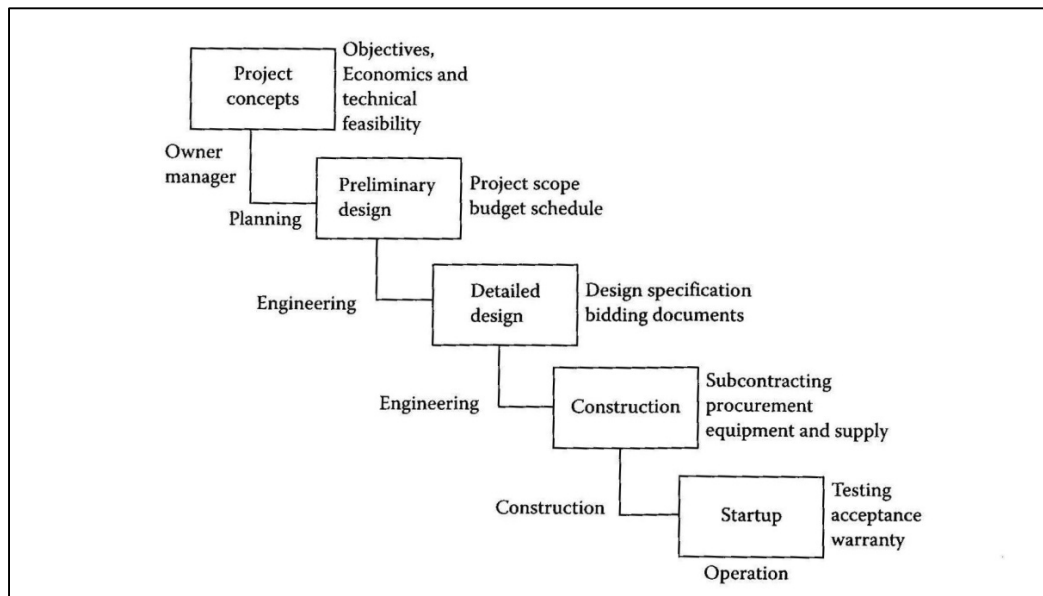 Project
concepts
Objectives,
Economics and
technical
feasibility
Owner
manager
Planning
Preliminary
design
Project scope
budget schedule
Engineering
Detailed
design
Design specification
bidding documents
Engineering
Construction
Subcontracting
procurement
equipment and supply
Construction
Startup
Testing
acceptance
warranty
Operation